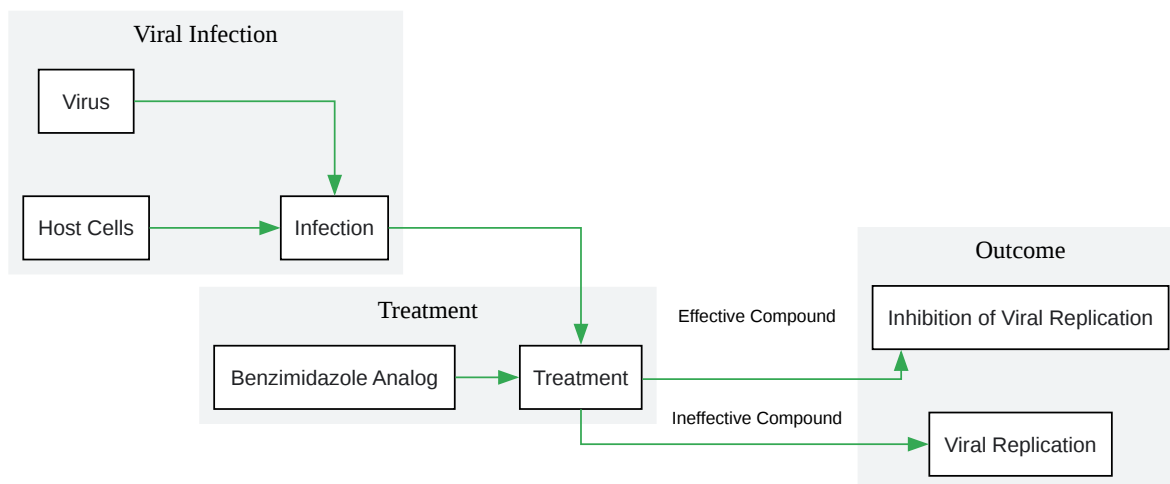 Viral Infection
Virus
Host Cells
Infection
Treatment
Benzimidazole Analog
Treatment
Effective Compound
Ineffective Compound
Outcome
Inhibition of Viral Replication
Viral Replication